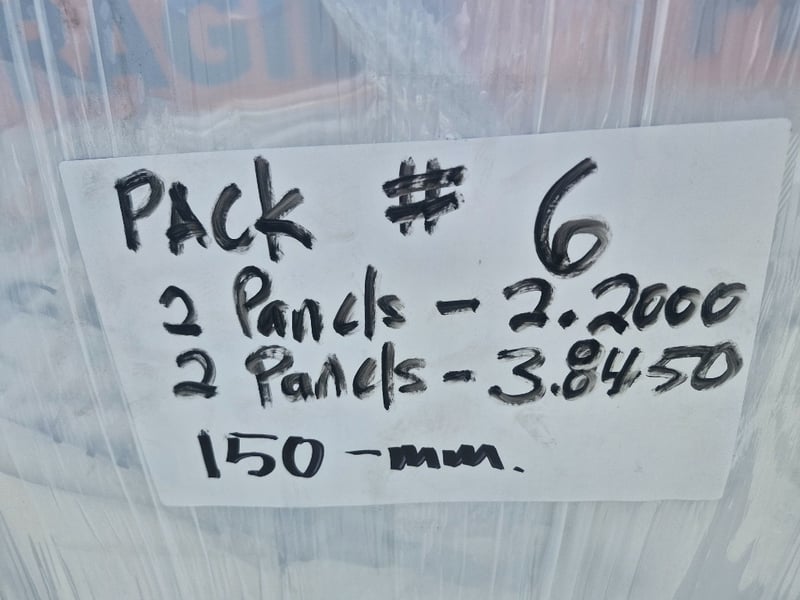 PACK # 6
2 Panels - 2.2000
2 Panels - 3.8450
150 -mm.